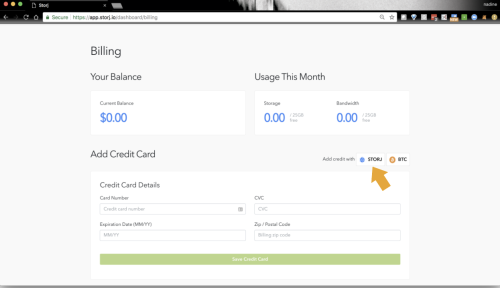 Storj
nadine
Secure
https://app.storj.io/dashboard/billing
Billing
Your Balance
Usage This Month
Current Balance
$0.00
Storage
Bandwidth
0.00
/ 25GB
Free
0.00
/ 25GB
Free
Add Credit Card
Add credit with
STORJ
BTC
Credit Card Details
Card Number
CVC
Credit card number
CVC
Expiration Date (MM/YY)
Zip / Postal Code
MM/YY
Billing zip code
Save Credit Card